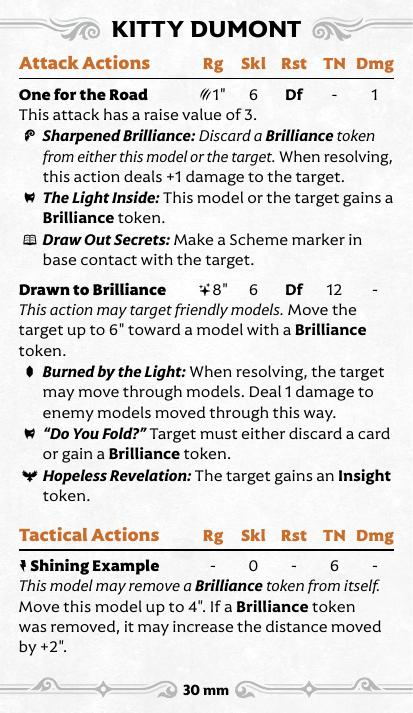 KITTY DUMONT
Attack Actions Rg Skl Rst TN Dmg
One for the Road 1" 6 Df - 1
This attack has a raise value of 3.
Sharpened Brilliance: Discard a Brilliance token
from either this model or the target. When resolving,
this action deals +1 damage to the target.
The Light Inside: This model or the target gains a
Brilliance token.
Draw Out Secrets: Make a Scheme marker in
base contact with the target.
Drawn to Brilliance 8" 6 Df 12 -
This action may target friendly models. Move the
target up to 6" toward a model with a Brilliance
token.
Burned by the Light: When resolving, the target
may move through models. Deal 1 damage to
enemy models moved through this way.
"Do You Fold?" Target must either discard a card
or gain a Brilliance token.
Hopeless Revelation: The target gains an Insight
token.
Tactical Actions Rg Skl Rst TN Dmg
Shining Example - 0 - 6 -
This model may remove a Brilliance token from itself.
Move this model up to 4". If a Brilliance token
was removed, it may increase the distance moved
by +2".
30 mm